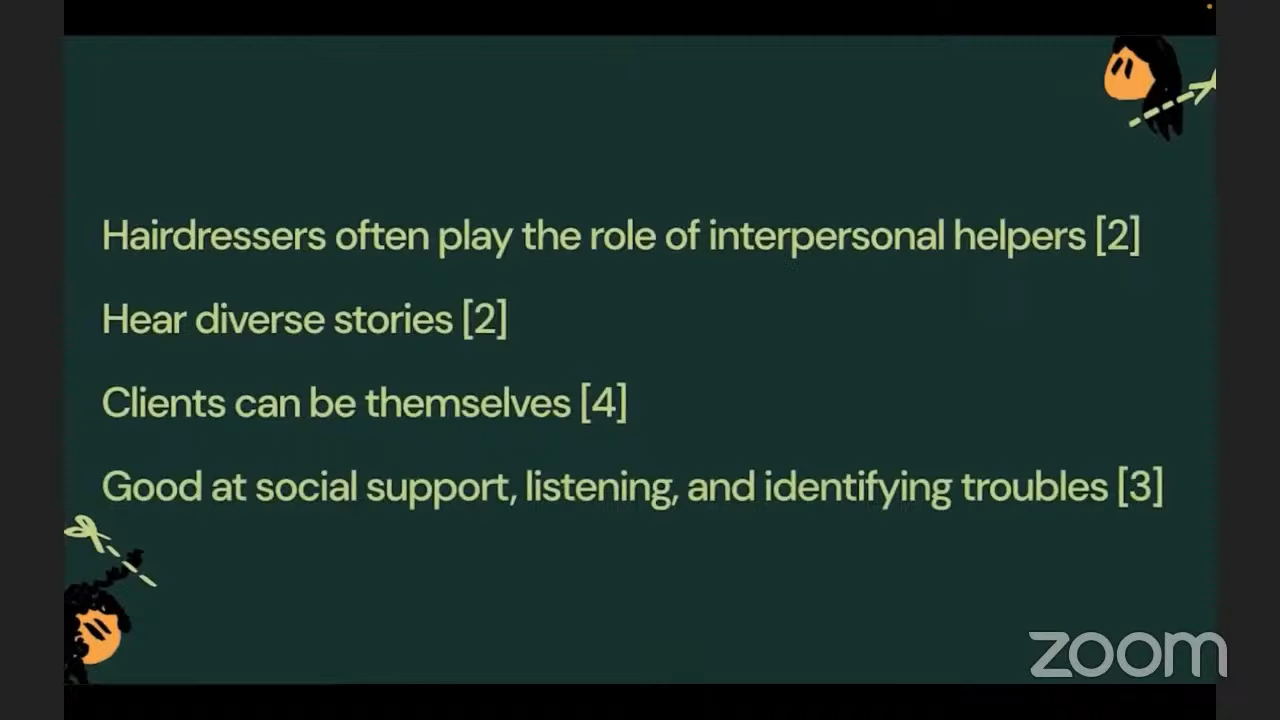 Hairdressers often play the role of interpersonal helpers [2]
Hear diverse stories [2]
Clients can be themselves [4]
Good at social support, listening, and identifying troubles [3]
zoom